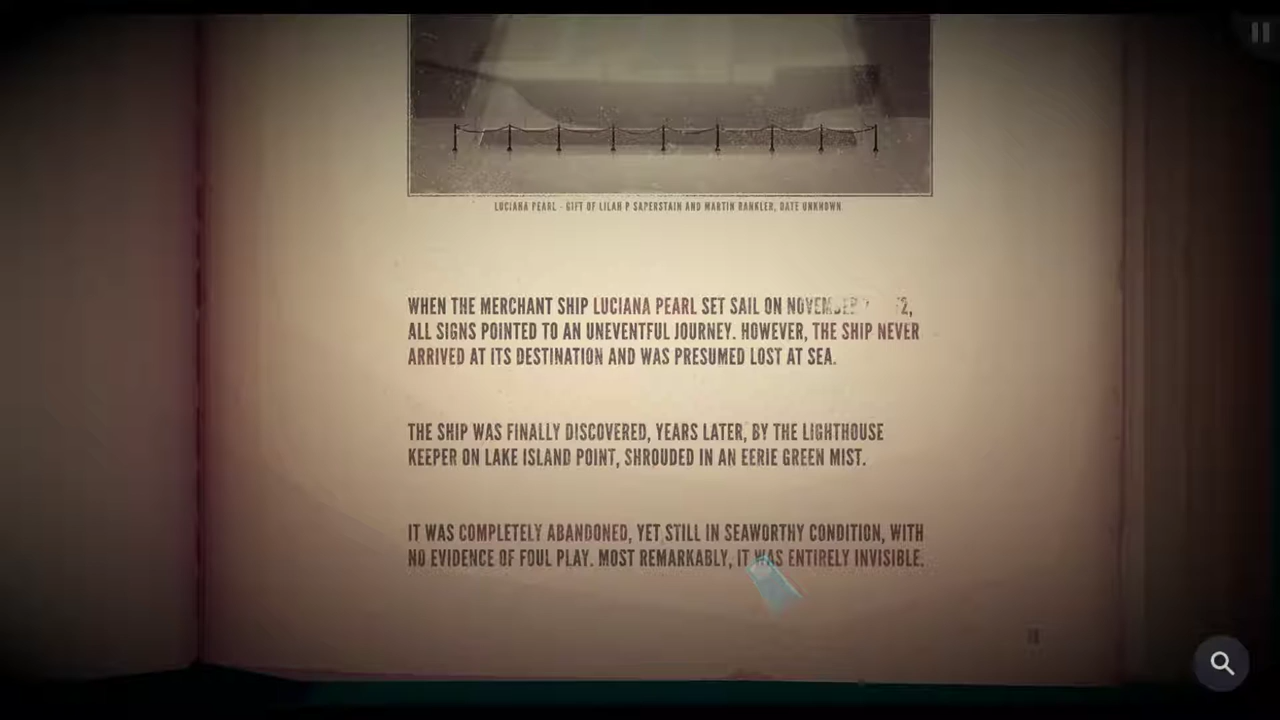 LUCIANA PEARL - GIFT OF LILAH P SAPERSTAIN AND MARTIN RANKLER, DATE UNKNOWN
WHEN THE MERCHANT SHIP LUCIANA PEARL SET SAIL ON NOVEMBER
ALL SIGNS POINTED TO AN UNEVENTFUL JOURNEY. HOWEVER, THE SHIP NEVER
ARRIVED AT ITS DESTINATION AND WAS PRESUMED LOST AT SEA.
THE SHIP WAS FINALLY DISCOVERED, YEARS LATER, BY THE LIGHTHOUSE
KEEPER ON LAKE ISLAND POINT, SHROUDED IN AN EERIE GREEN MIST.
IT WAS COMPLETELY ABANDONED, YET STILL IN SEAWORTHY CONDITION, WITH
NO EVIDENCE OF FOUL PLAY. MOST REMARKABLY, IT WAS ENTIRELY INVISIBLE.